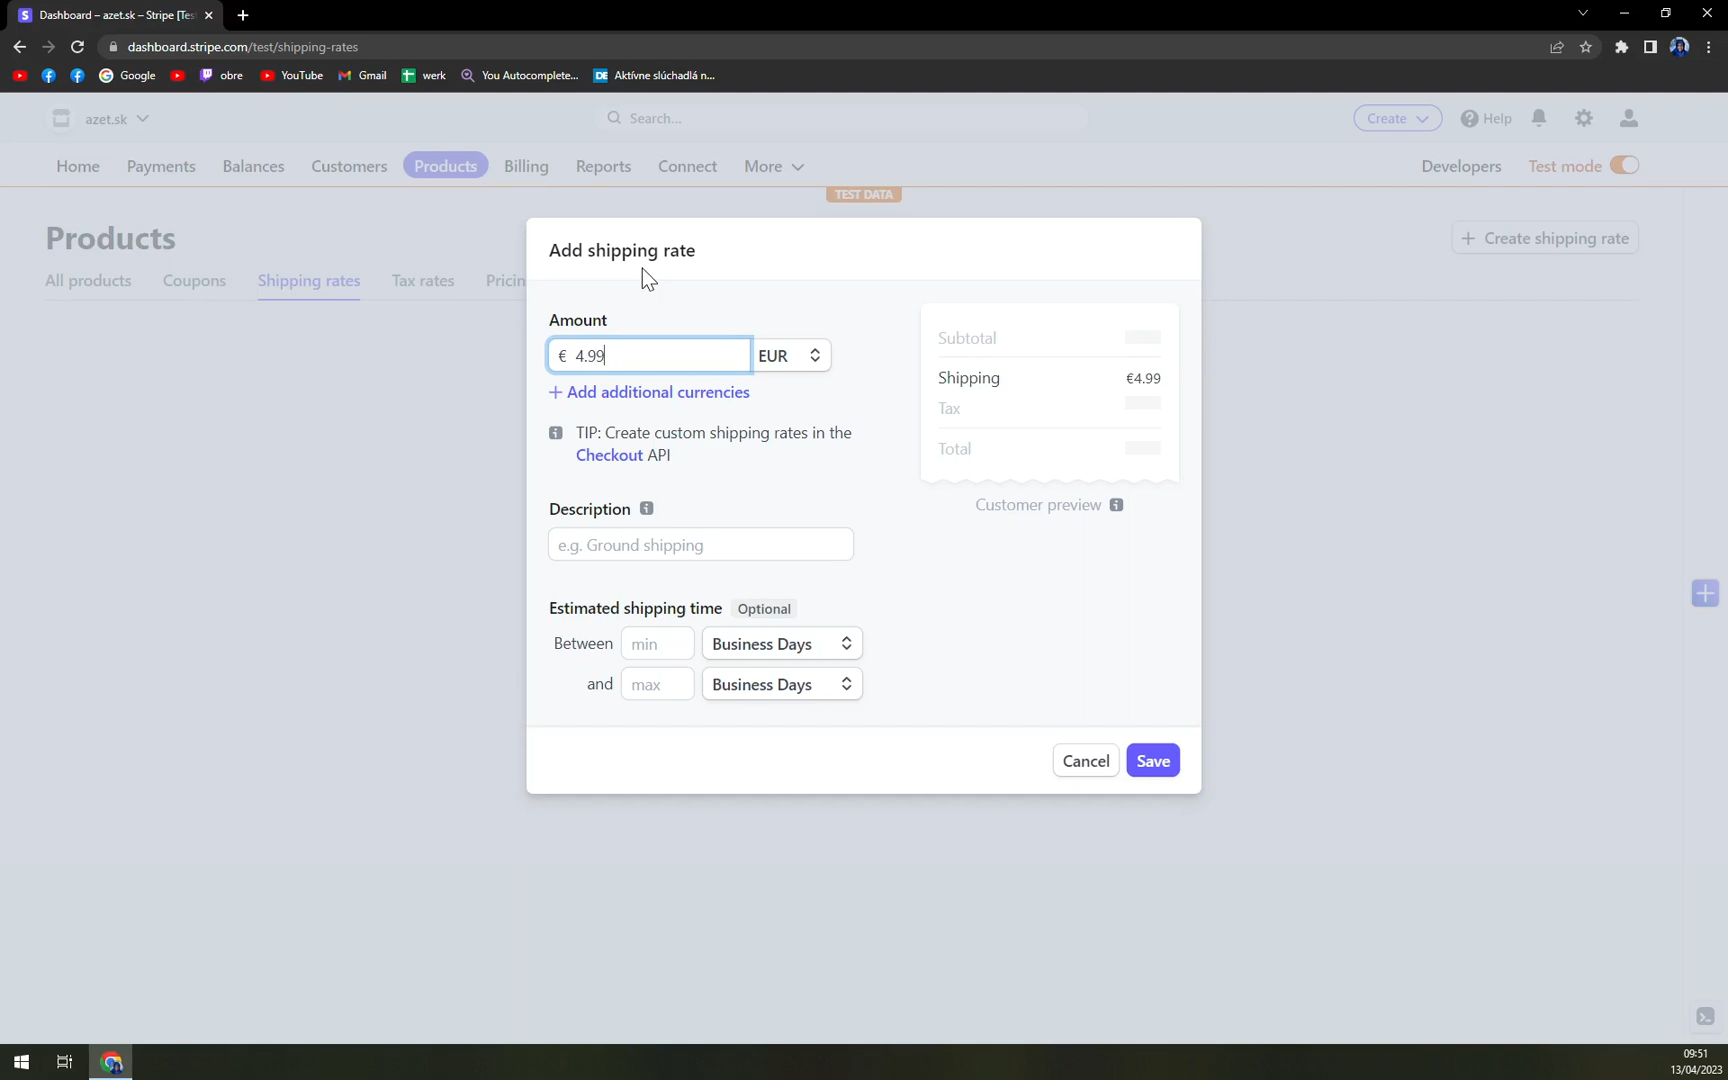 Dashboard – azet.sk – Stripe [Tes
dashboard.stripe.com/test/shipping-rates
Google
obre
YouTube
Gmail
werk
You Autocomplete...
DE Aktívne slúchadlá n...
azet.sk
Search...
Create
Help
Home Payments Balances Customers Products Billing Reports Connect More
Developers Test mode
TEST DATA
Products
+ Create shipping rate
All products Coupons Shipping rates Tax rates Pricin
Add shipping rate
Amount
€ 4.99 EUR
+ Add additional currencies
TIP: Create custom shipping rates in the
Checkout API
Description
e.g. Ground shipping
Estimated shipping time Optional
Between min Business Days
and max Business Days
Subtotal
Shipping €4.99
Tax
Total
Customer preview
Cancel Save
09:51
13/04/2023